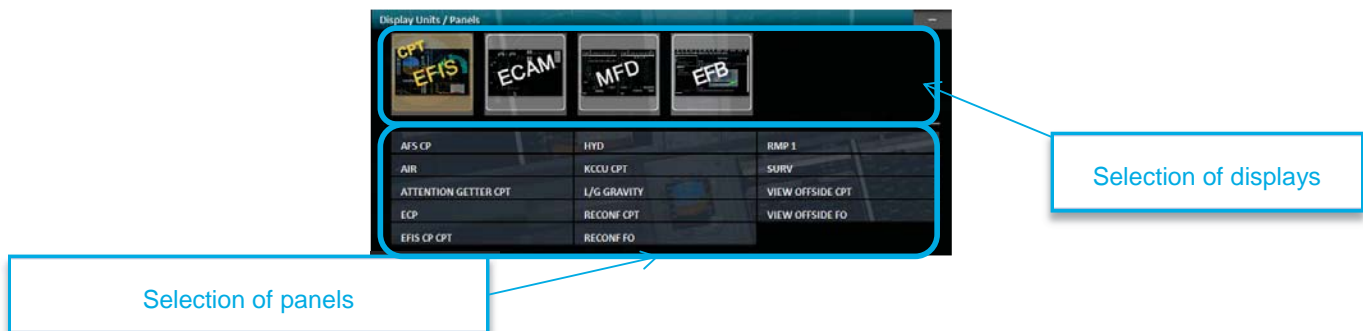 Display Units / Panels
CPT
EFIS
ECAM
MFD
EFB
AFS CP HYD RMP 1
AIR KCCU CPT SURV
ATTENTION GETTER CPT L/G GRAVITY VIEW OFFSIDE CPT
ECP RECONF CPT VIEW OFFSIDE FO
EFIS CP CPT RECONF FO
Selection of displays
Selection of panels